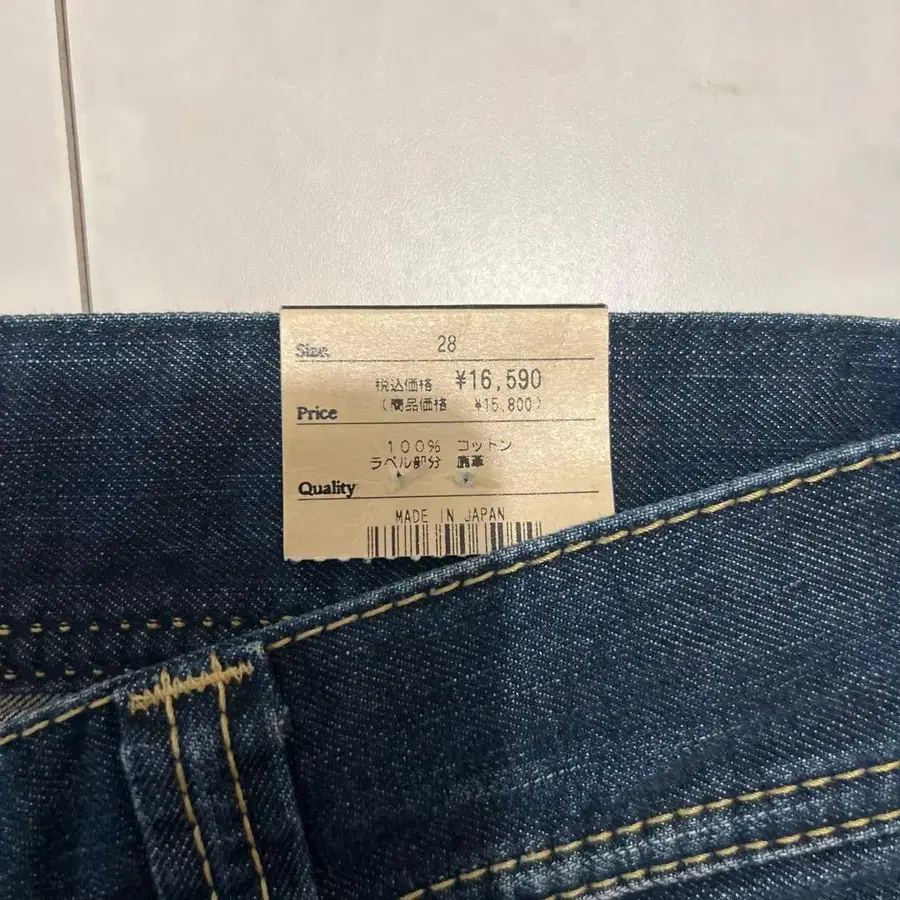 Size 28
税込価格 ¥16,590
Price (商品価格 ¥15,800)
100% コットン
ラベル部分 鹿革
Quality
MADE IN JAPAN